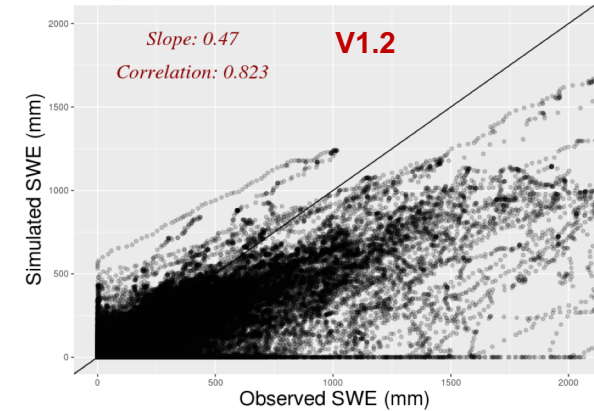 Slope: 0.47
V1.2
Correlation: 0.823
Simulated SWE (mm)
2000
1500
1000
500
0
0
500
1000
1500
2000
Observed SWE (mm)